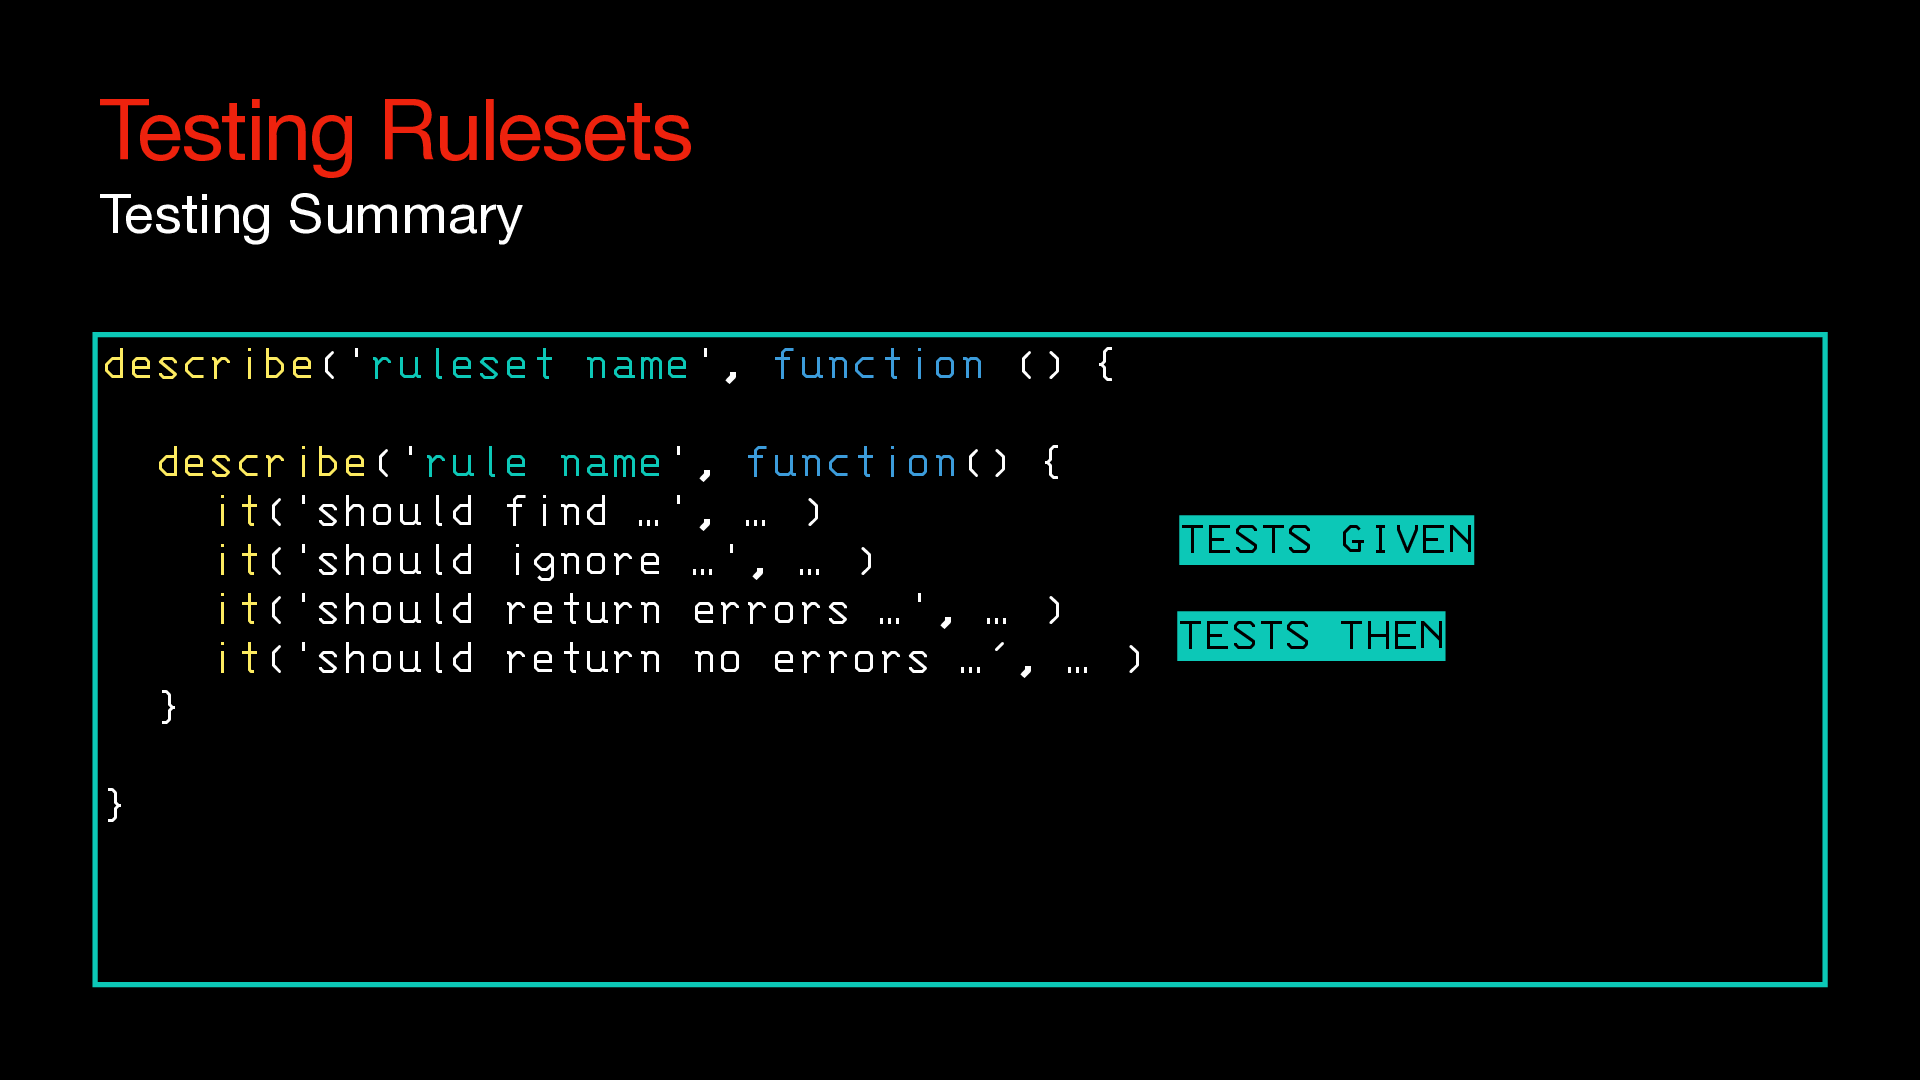 Testing Rulesets
Testing Summary
describe('ruleset name', function () {
describe('rule name', function() {
it('should find …', … )
it('should ignore …', … )
TESTS GIVEN
it('should return errors …', … )
it('should return no errors …´, … )
TESTS THEN
}
}